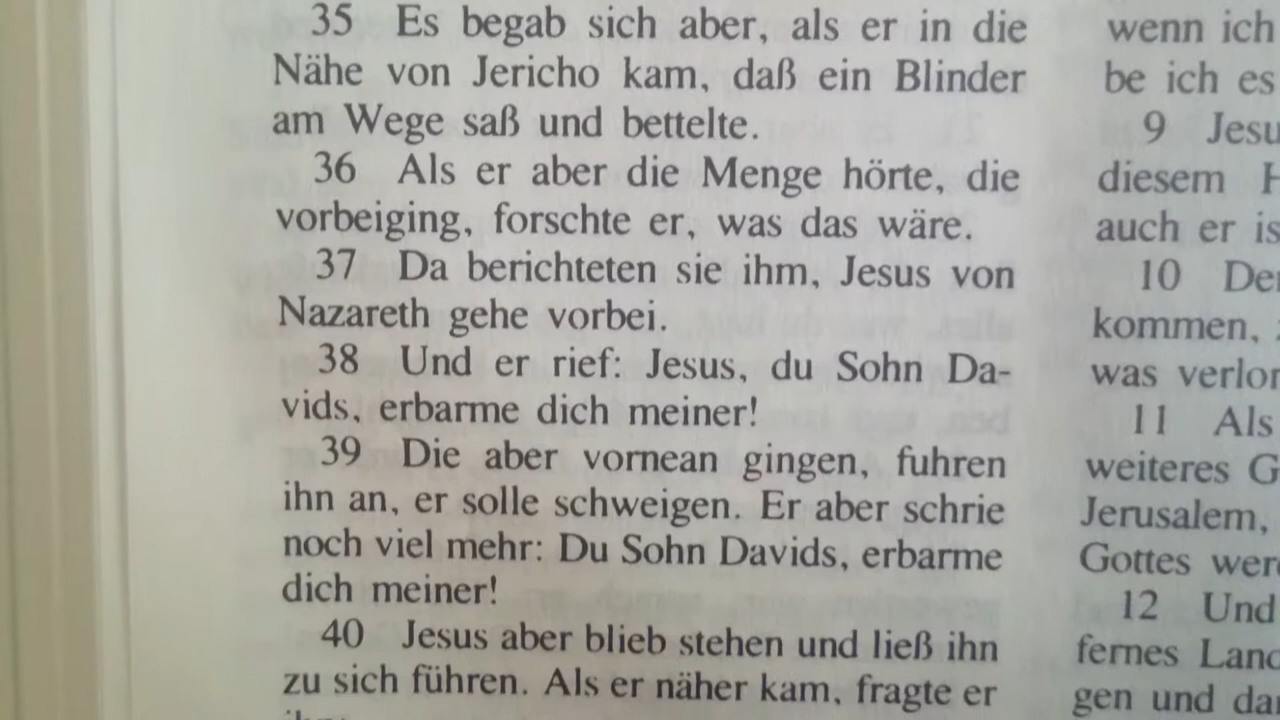 35 Es begab sich aber, als er in die
Nähe von Jericho kam, daß ein Blinder
am Wege saß und bettelte.
36 Als er aber die Menge hörte, die
vorbeiging, forschte er, was das wäre.
37 Da berichteten sie ihm, Jesus von
Nazareth gehe vorbei.
38 Und er rief: Jesus, du Sohn Da-
vids, erbarme dich meiner!
39 Die aber vornean gingen, fuhren
ihn an, er solle schweigen. Er aber schrie
noch viel mehr: Du Sohn Davids, erbarme
dich meiner!
40 Jesus aber blieb stehen und ließ ihn
zu sich führen. Als er näher kam, fragte er
wenn ich
be ich es
9 Jesu
diesem H
auch er is
10 De
kommen,
was verlor
11 Als
weiteres G
Jerusalem,
Gottes wer
12 Und
fernes Land
gen und da